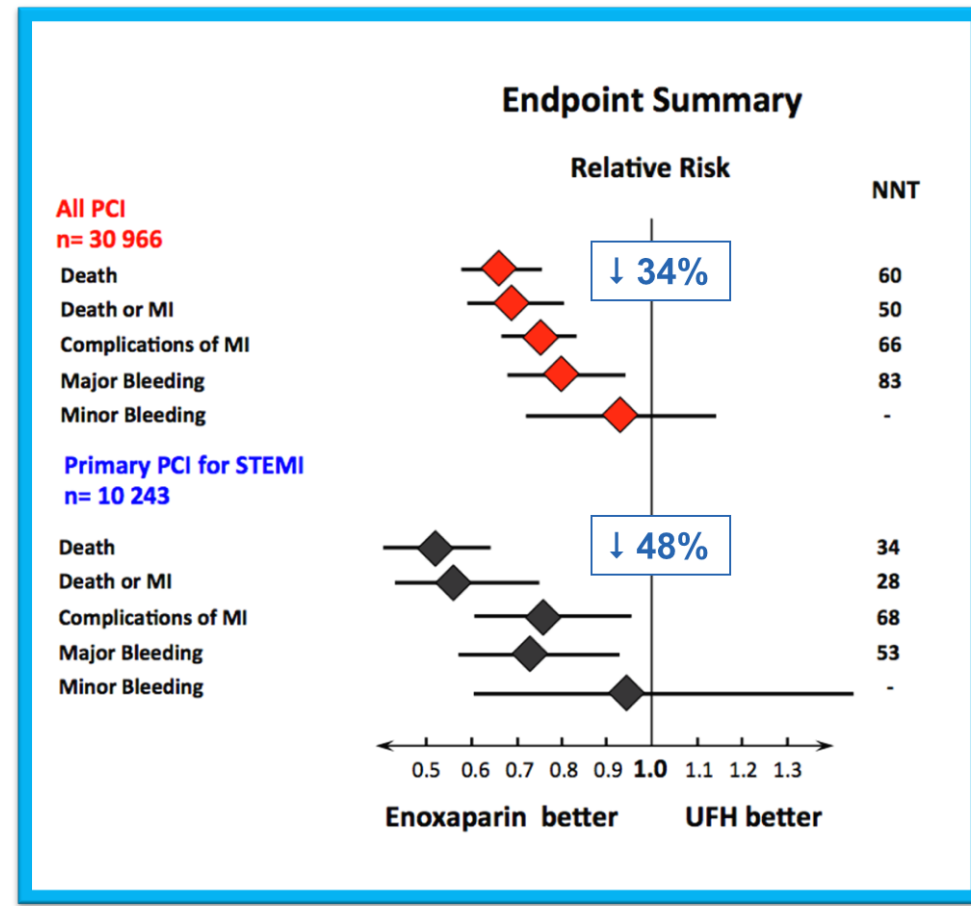 Endpoint Summary
Relative Risk
NNT
All PCI
n= 30 966
↓ 34%
Death 60
Death or MI 50
Complications of MI 66
Major Bleeding 83
Minor Bleeding -
Primary PCI for STEMI
n= 10 243
↓ 48%
Death 34
Death or MI 28
Complications of MI 68
Major Bleeding 53
Minor Bleeding -
0.5 0.6 0.7 0.8 0.9 1.0 1.1 1.2 1.3
Enoxaparin better UFH better